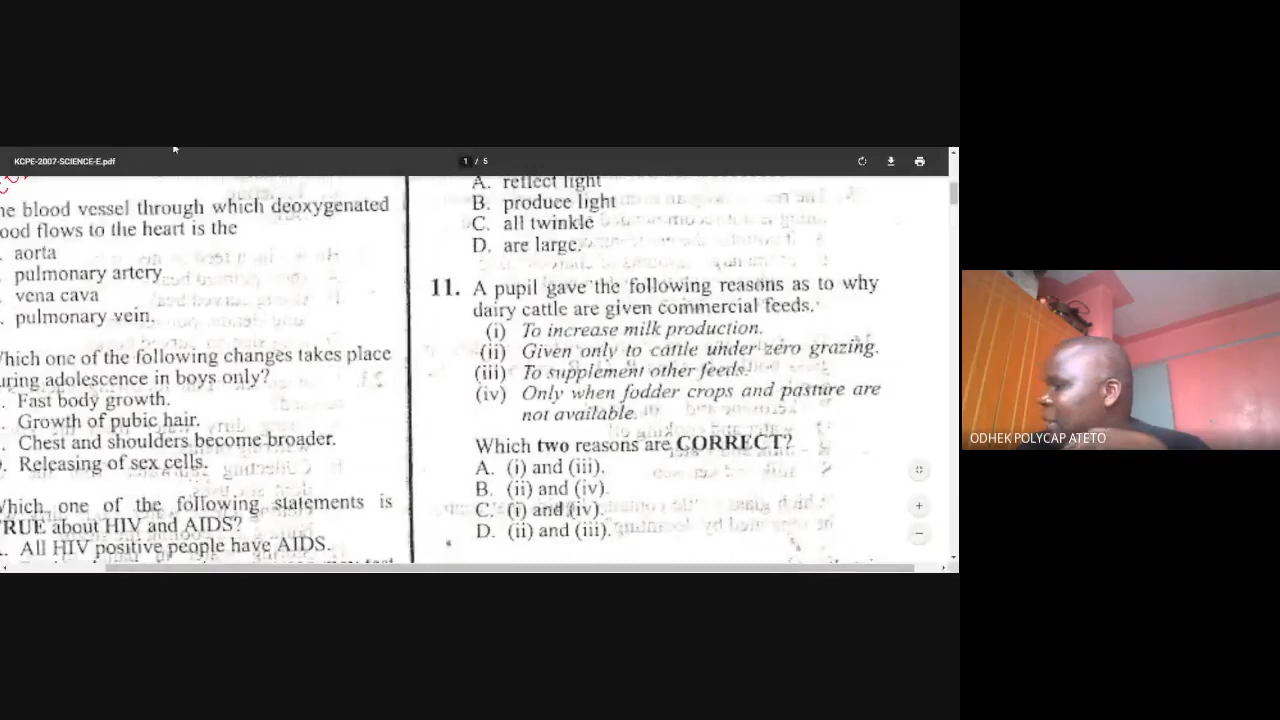 KCPE-2007-SCIENCE-E.pdf
1 / 5
he blood vessel through which deoxygenated
ood flows to the heart is the
. aorta
. pulmonary artery
. vena cava
. pulmonary vein.
hich one of the following changes takes place
uring adolescence in boys only?
. Fast body growth.
. Growth of pubic hair.
. Chest and shoulders become broader.
. Releasing of sex cells.
hich one of the following statements is
TRUE about HIV and AIDS?
. All HIV positive people have AIDS.
A. reflect light
B. produce light
C. all twinkle
D. are large.
11. A pupil gave the following reasons as to why
dairy cattle are given commercial feeds.
(i) To increase milk production.
(ii) Given only to cattle under zero grazing.
(iii) To supplement other feeds.
(iv) Only when fodder crops and pasture are
not available.
Which two reasons are CORRECT?
A. (i) and (iii).
B. (ii) and (iv).
C. (i) and (iv).
D. (ii) and (iii).
ODHEK POLYCAP ATETO